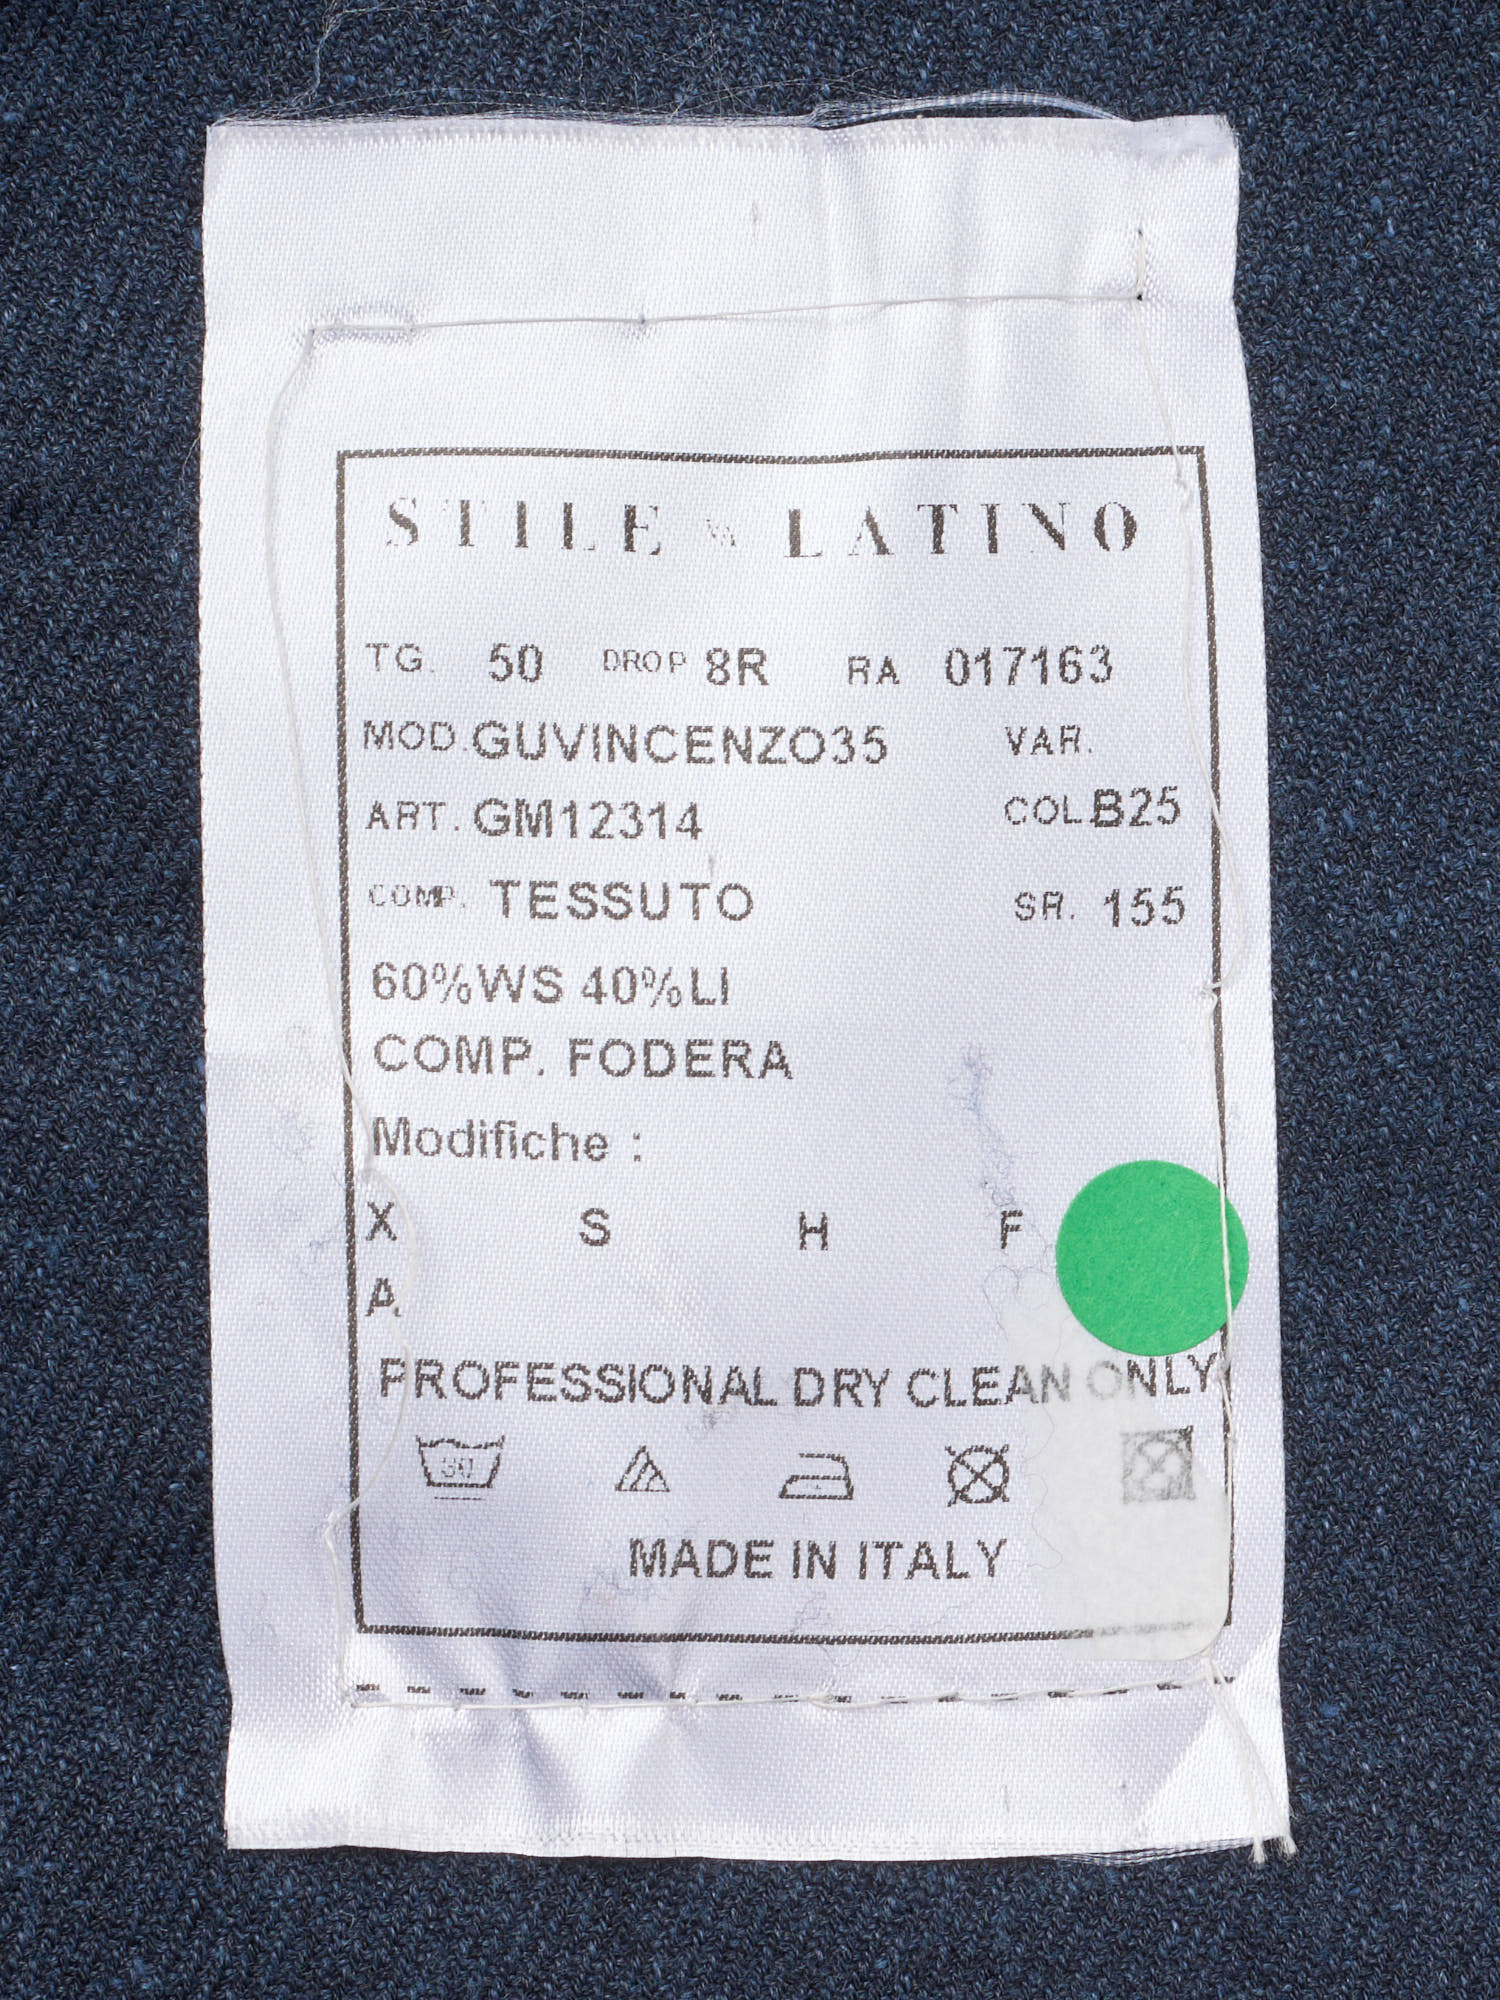 STILE LATINO
TG. 50 DROP 8R RA 017163
MOD. GUVINCENZO35 VAR.
ART. GM12314 COL B25
COMP. TESSUTO SR. 155
60%WS 40%LI
COMP. FODERA
Modifiche :
X S H F
A
PROFESSIONAL DRY CLEAN ONLY
30
MADE IN ITALY